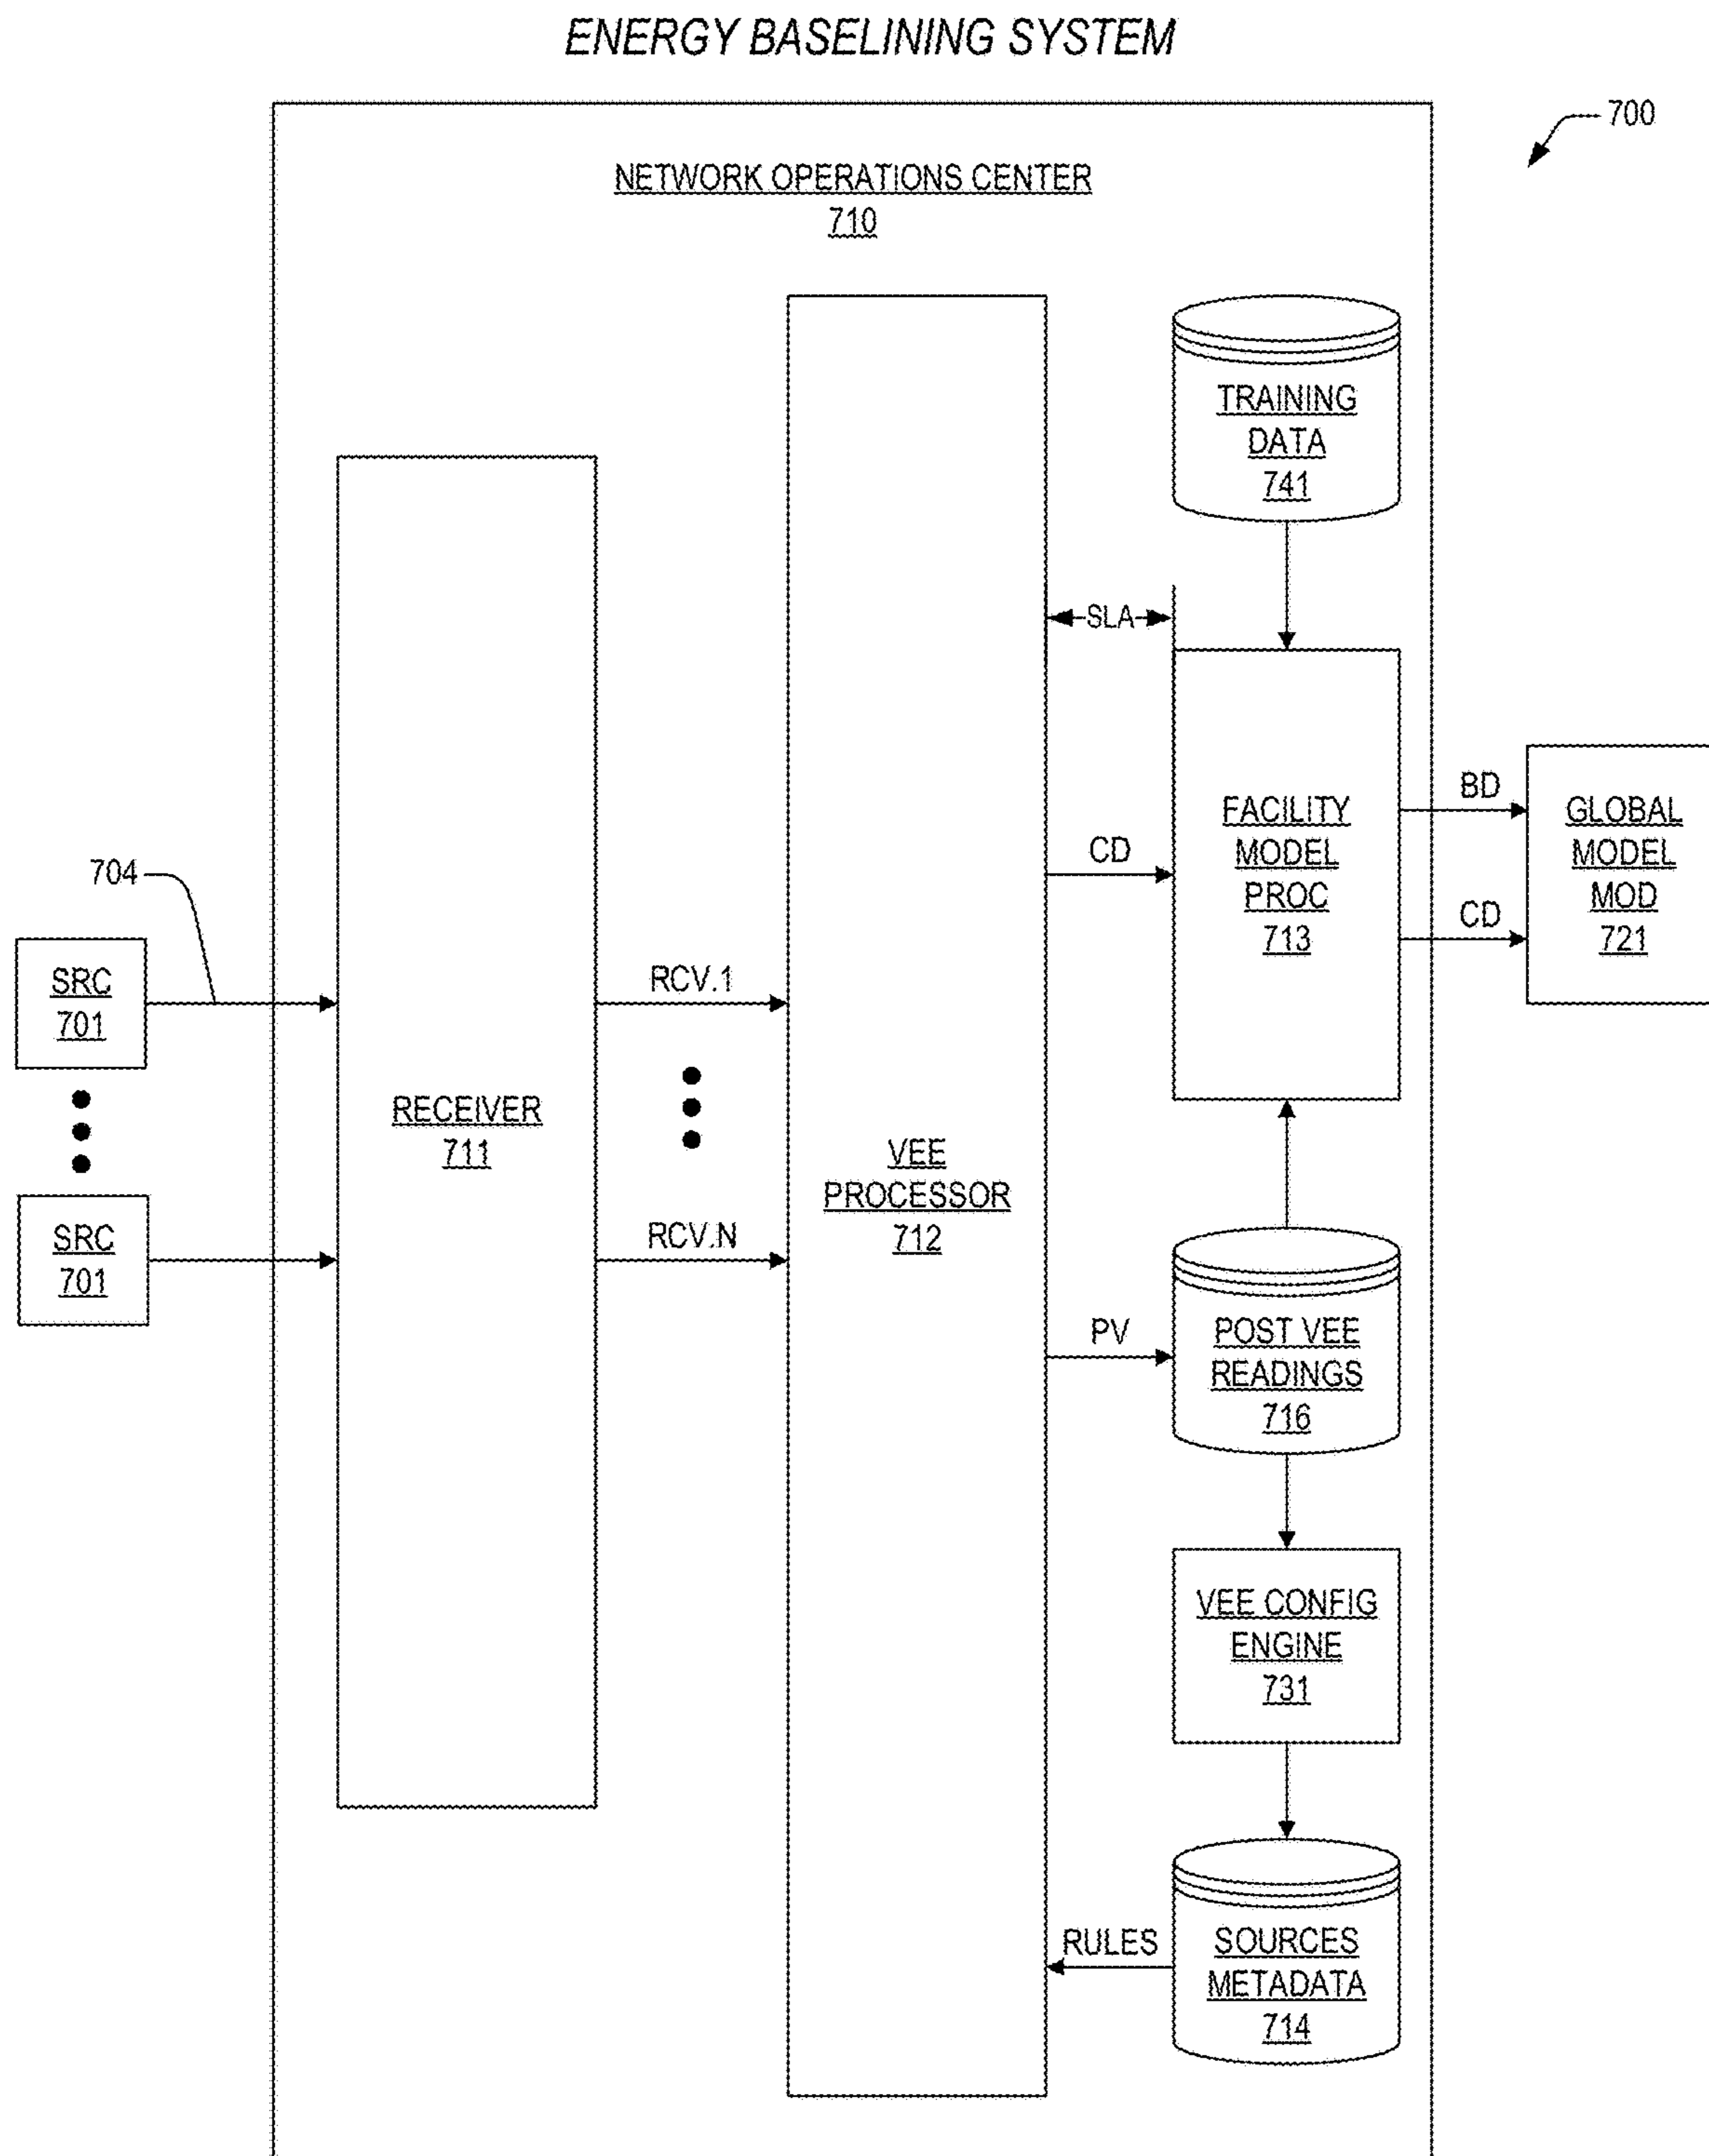 ENERGY BASELINING SYSTEM
700
NETWORK OPERATIONS CENTER
710
TRAINING
DATA
741
SLA
FACILITY
MODEL
PROC
713
BD
CD
GLOBAL
MODEL
MOD
721
CD
704
SRC
701
SRC
701
RECEIVER
711
RCV.1
RCV.N
VEE
PROCESSOR
712
PV
POST VEE
READINGS
716
VEE CONFIG
ENGINE
731
RULES
SOURCES
METADATA
714